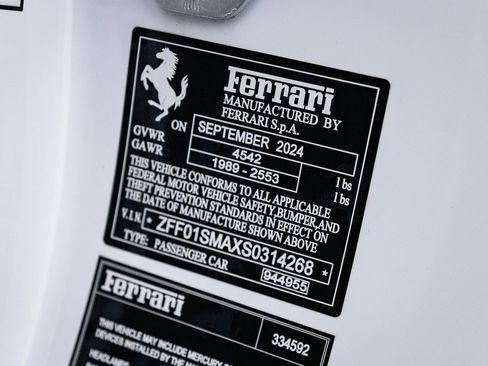 Ferrari
MANUFACTURED BY
FERRARI S.p.A.
ON SEPTEMBER 2024
GVWR 4542 lbs
GAWR 1989 - 2553 lbs
THIS VEHICLE CONFORMS TO ALL APPLICABLE
FEDERAL MOTOR VEHICLE SAFETY, BUMPER, AND
THEFT PREVENTION STANDARDS IN EFFECT ON
THE DATE OF MANUFACTURE SHOWN ABOVE
V.I.N. * ZFF01SMAXS0314268 *
TYPE: PASSENGER CAR 944955
Ferrari
334592
THIS VEHICLE MAY INCLUDE MERCURY
DEVICES INSTALLED BY THE
HEADLAMPS